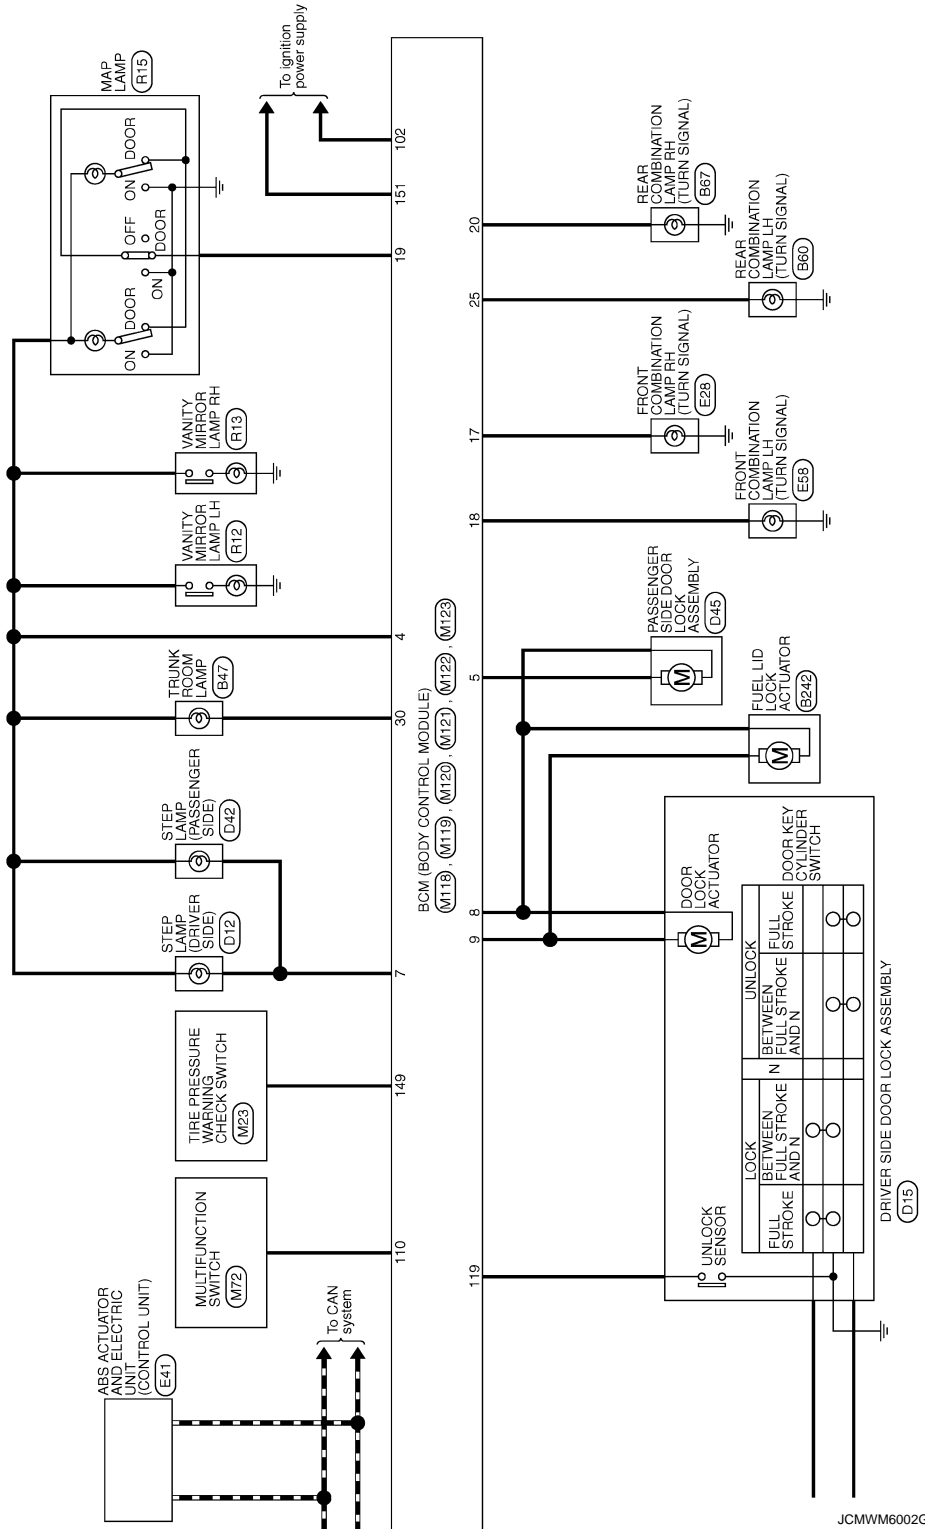 ABS ACTUATOR
AND ELECTRIC
UNIT
(CONTROL UNIT)
E41
To CAN
system
MULTIFUNCTION
SWITCH
M72
110
TIRE PRESSURE
WARNING
CHECK SWITCH
M23
149
STEP
LAMP
(DRIVER
SIDE)
D12
7
STEP
LAMP
(PASSENGER
SIDE)
D42
TRUNK
ROOM
LAMP
B47
30
4
VANITY
MIRROR
LAMP LH
R12
VANITY
MIRROR
LAMP RH
R13
MAP
LAMP
R15
ON
DOOR
ON
DOOR
OFF
ON
DOOR
19
151
102
To ignition
power supply
BCM (BODY CONTROL MODULE)
M118 , M119 , M120 , M121 , M122 , M123
119
9
8
5
18
17
25
20
UNLOCK
SENSOR
DOOR
LOCK
ACTUATOR
DOOR KEY
CYLINDER
SWITCH
LOCK
N
UNLOCK
FULL
STROKE
BETWEEN
FULL STROKE
AND N
BETWEEN
FULL STROKE
AND N
FULL
STROKE
DRIVER SIDE DOOR LOCK ASSEMBLY
D15
FUEL LID
LOCK
ACTUATOR
B242
PASSENGER
SIDE DOOR
LOCK
ASSEMBLY
D45
M
M
M
FRONT
COMBINATION
LAMP LH
(TURN SIGNAL)
E58
FRONT
COMBINATION
LAMP RH
(TURN SIGNAL)
E28
REAR
COMBINATION
LAMP LH
(TURN SIGNAL)
B60
REAR
COMBINATION
LAMP RH
(TURN SIGNAL)
B67
JCMWM6002G